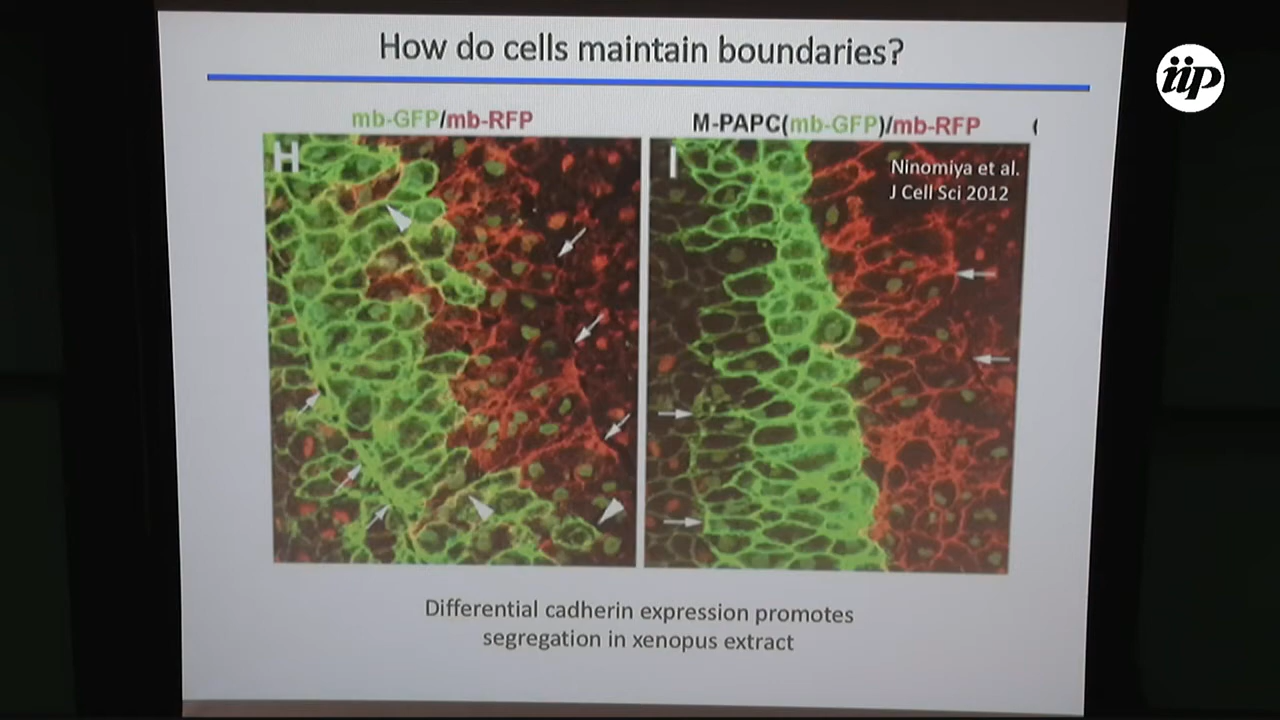 How do cells maintain boundaries?
iip
mb-GFP/mb-RFP
M-PAPC(mb-GFP)/mb-RFP
(
H
I
Ninomiya et al.
J Cell Sci 2012
Differential cadherin expression promotes
segregation in xenopus extract